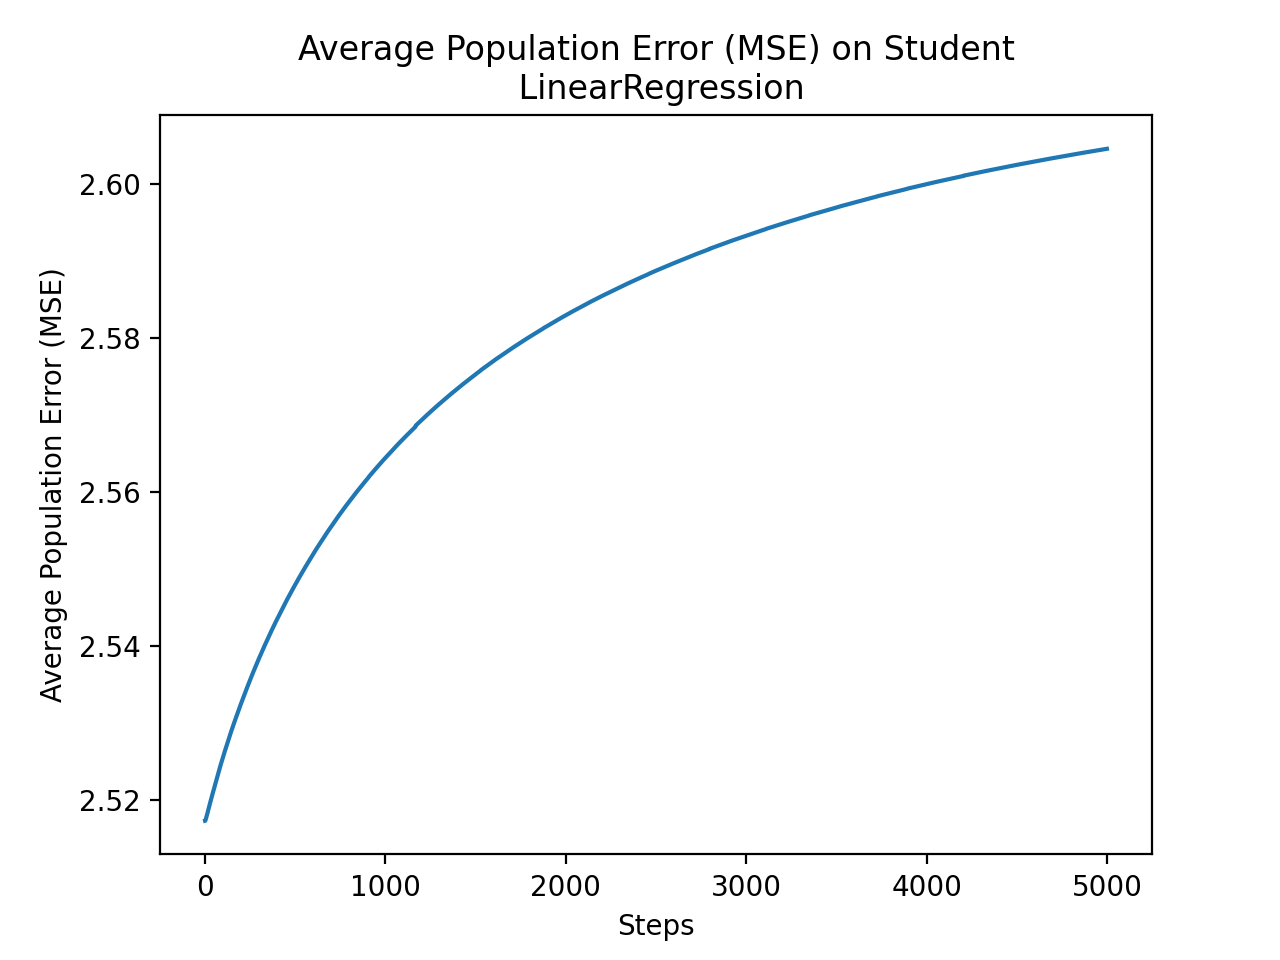 Average Population Error (MSE) on Student
LinearRegression
Average Population Error (MSE)
2.60
2.58
2.56
2.54
2.52
0 1000 2000 3000 4000 5000
Steps